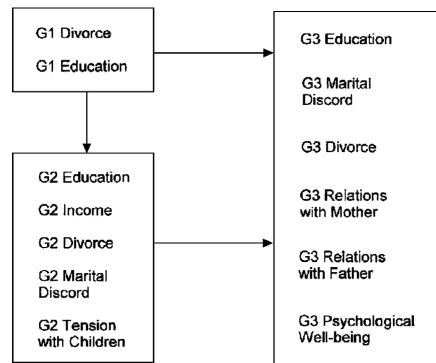 G1 Divorce
G1 Education
G2 Education
G2 Income
G2 Divorce
G2 Marital
Discord
G2 Tension
with Children
G3 Education
G3 Marital
Discord
G3 Divorce
G3 Relations
with Mother
G3 Relations
with Father
G3 Psychological
Well-being